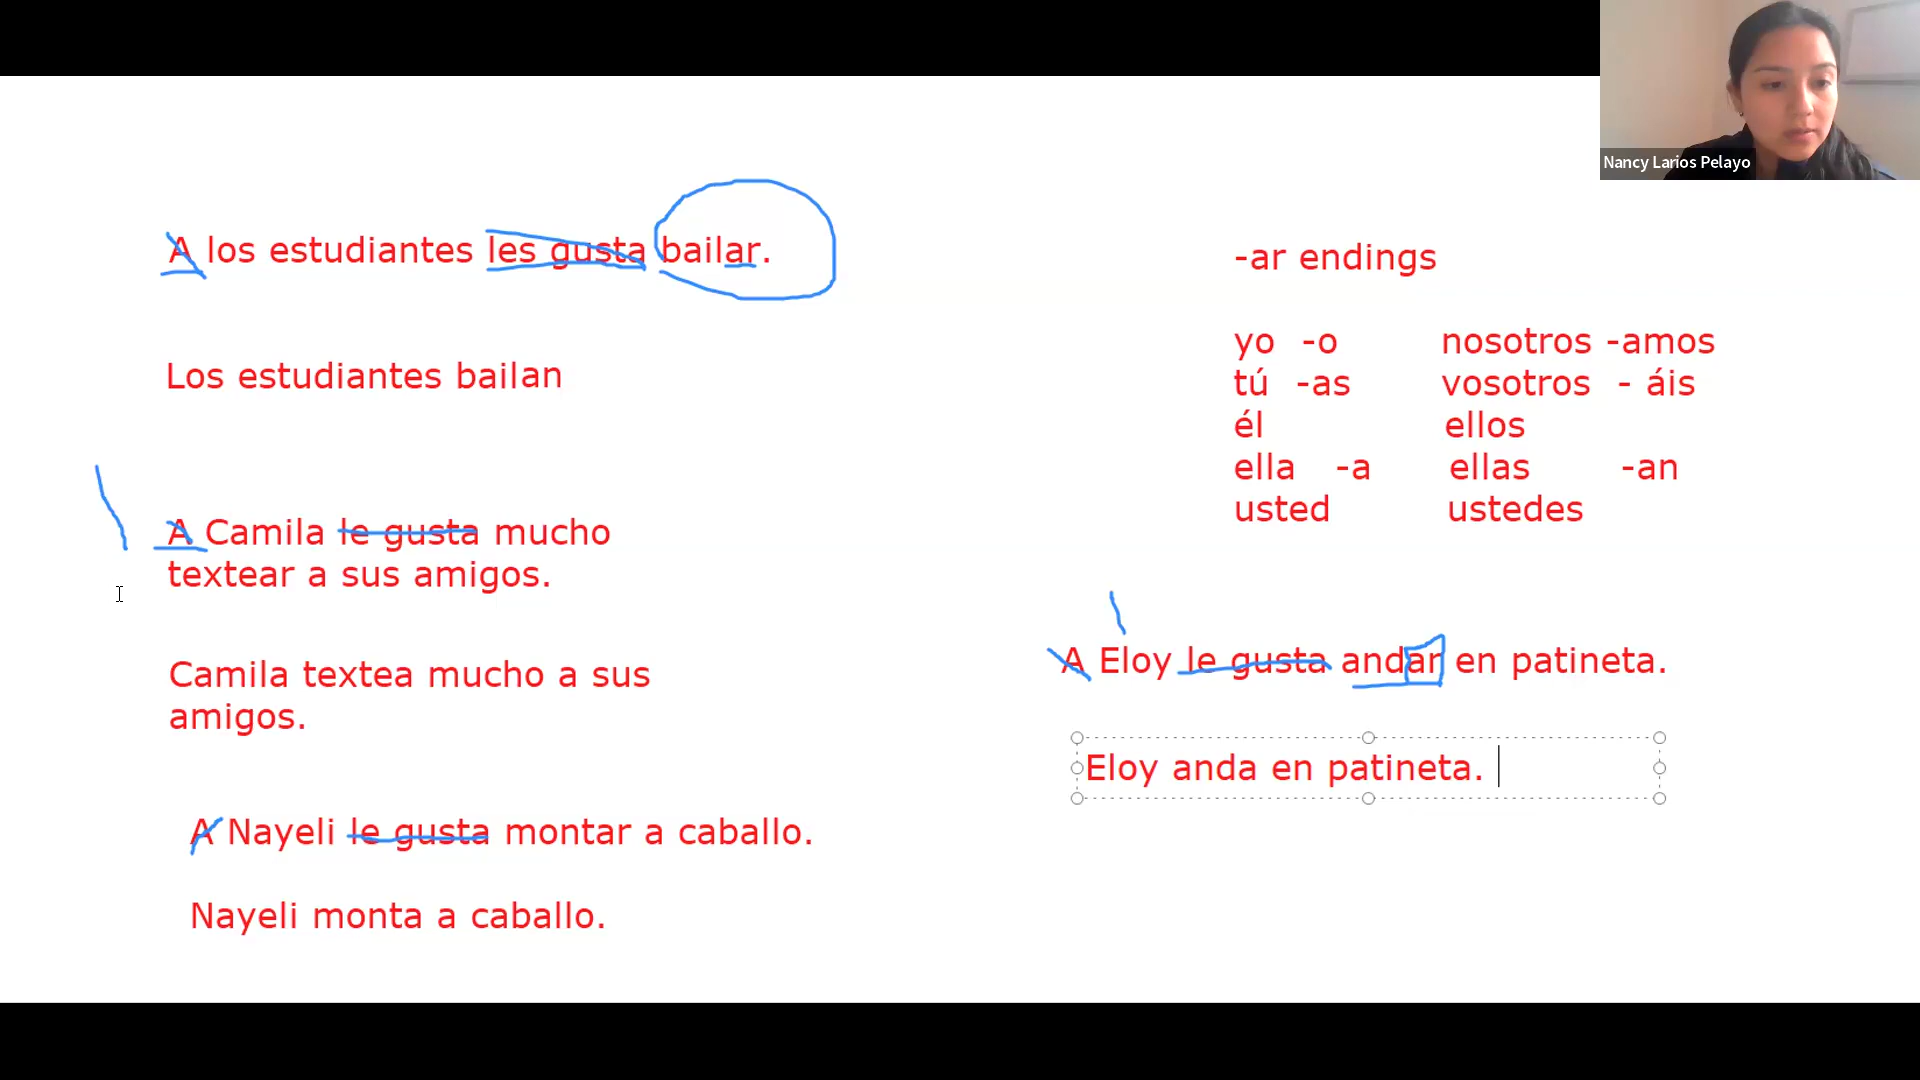 Nancy Larios Pelayo
A los estudiantes les gusta bailar.
Los estudiantes bailan
A Camila le gusta mucho
textear a sus amigos.
Camila textea mucho a sus
amigos.
A Nayeli le gusta montar a caballo.
Nayeli monta a caballo.
-ar endings
yo -o nosotros -amos
tú -as vosotros - áis
él ellos
ella -a ellas -an
usted ustedes
A Eloy le gusta andar en patineta.
Eloy anda en patineta.